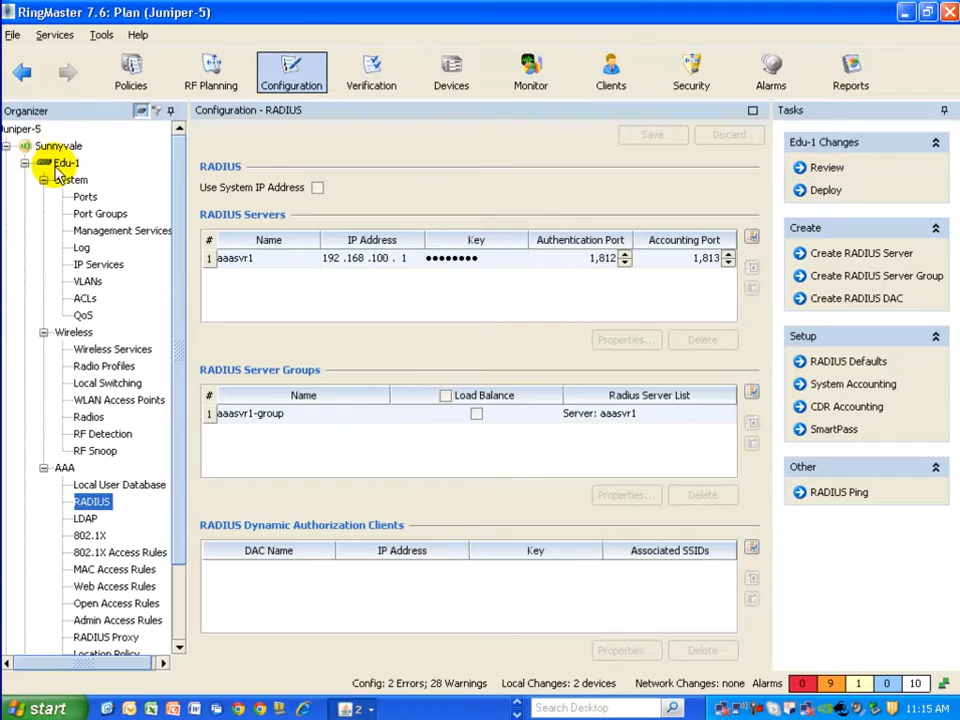 RingMaster 7.6: Plan (Juniper-5)
File Services Tools Help
Policies RF Planning Configuration Verification Devices Monitor Clients Security Alarms Reports
Organizer
Juniper-5
Sunnyvale
Edu-1
System
Ports
Port Groups
Management Services
Log
IP Services
VLANs
ACLs
QoS
Wireless
Wireless Services
Radio Profiles
Local Switching
WLAN Access Points
Radios
RF Detection
RF Snoop
AAA
Local User Database
RADIUS
LDAP
802.1X
802.1X Access Rules
MAC Access Rules
Web Access Rules
Open Access Rules
Admin Access Rules
RADIUS Proxy
Location Policy
Configuration - RADIUS
Save Discard
RADIUS
Use System IP Address
RADIUS Servers
# Name IP Address Key Authentication Port Accounting Port
1 aaasvr1 192 .168 .100 . 1 ●●●●●●●● 1,812 1,813
Properties... Delete
RADIUS Server Groups
# Name Load Balance Radius Server List
1 aaasvr1-group Server: aaasvr1
Properties... Delete
RADIUS Dynamic Authorization Clients
DAC Name IP Address Key Associated SSIDs
Properties... Delete
Tasks
Edu-1 Changes
Review
Deploy
Create
Create RADIUS Server
Create RADIUS Server Group
Create RADIUS DAC
Setup
RADIUS Defaults
System Accounting
CDR Accounting
SmartPass
Other
RADIUS Ping
Config: 2 Errors; 28 Warnings Local Changes: 2 devices Network Changes: none Alarms 0 9 1 0 10
start 2 Search Desktop 11:15 AM